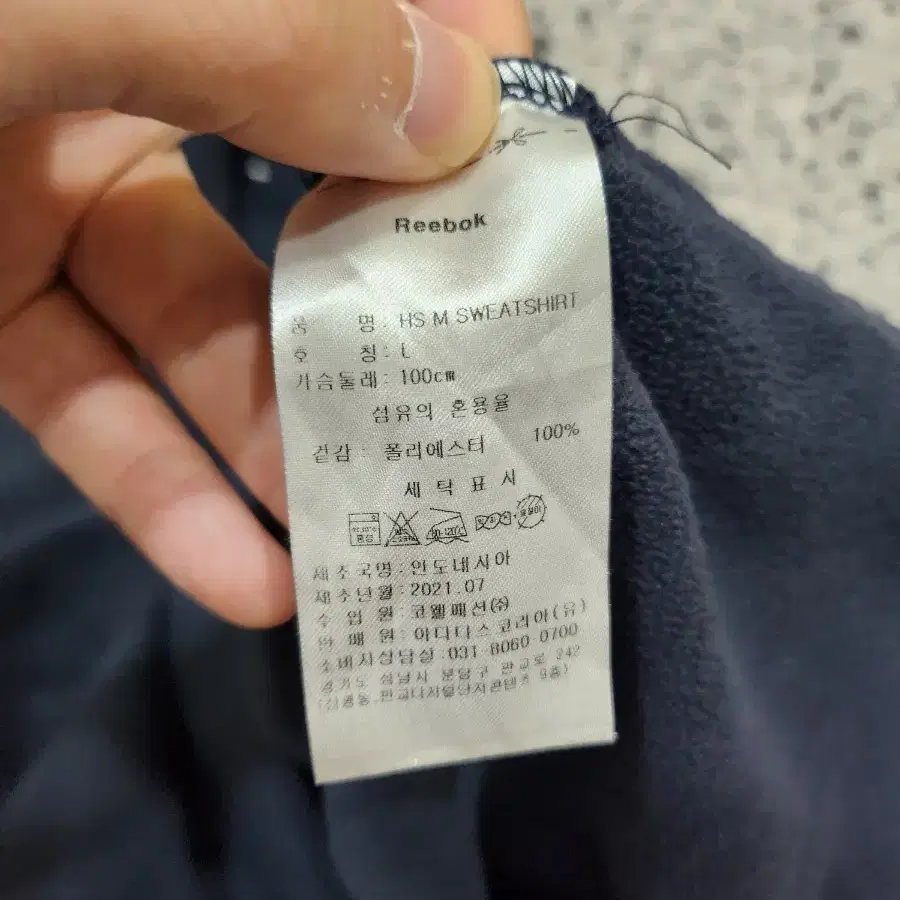 Reebok
품 명 : HS M SWEATSHIRT
호 칭 : L
가슴둘레 : 100cm
섬유의 혼용율
겉감 : 폴리에스터 100%
세 탁 표 시
제조국명 : 인도네시아
제조년월 : 2021.07
수 입 원 : 코웰패션㈜
판 매 원 : 아디다스코리아(유)
소비자상담실 : 031-8060-0700
경기도 성남시 분당구 판교로 242